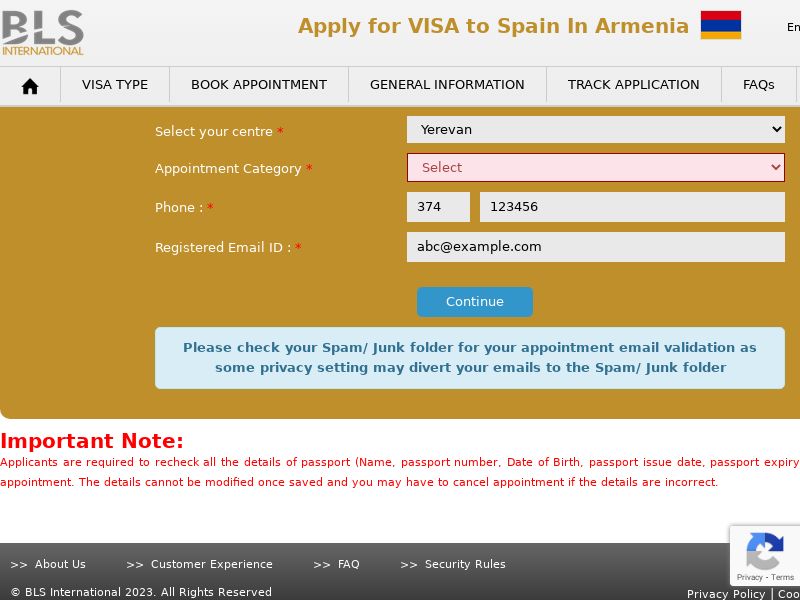 BLS
INTERNATIONAL
Apply for VISA to Spain In Armenia
En
VISA TYPE
BOOK APPOINTMENT
GENERAL INFORMATION
TRACK APPLICATION
FAQs
Select your centre *
Yerevan
Appointment Category *
Select
Phone : *
374
123456
Registered Email ID : *
abc@example.com
Continue
Please check your Spam/ Junk folder for your appointment email validation as
some privacy setting may divert your emails to the Spam/ Junk folder
Important Note:
Applicants are required to recheck all the details of passport (Name, passport number, Date of Birth, passport issue date, passport expiry
appointment. The details cannot be modified once saved and you may have to cancel appointment if the details are incorrect.
>> About Us
>> Customer Experience
>> FAQ
>> Security Rules
Privacy - Terms
© BLS International 2023. All Rights Reserved
Privacy Policy | Coo